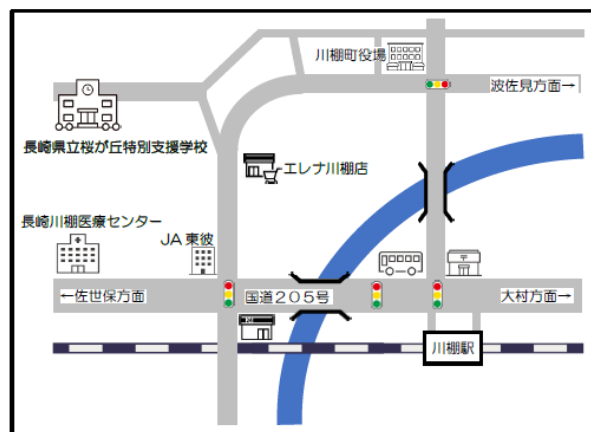 川棚町役場
波佐見方面→
長崎県立桜が丘特別支援学校
エレナ川棚店
長崎川棚医療センター
JA東彼
←佐世保方面
国道205号
大村方面→
川棚駅